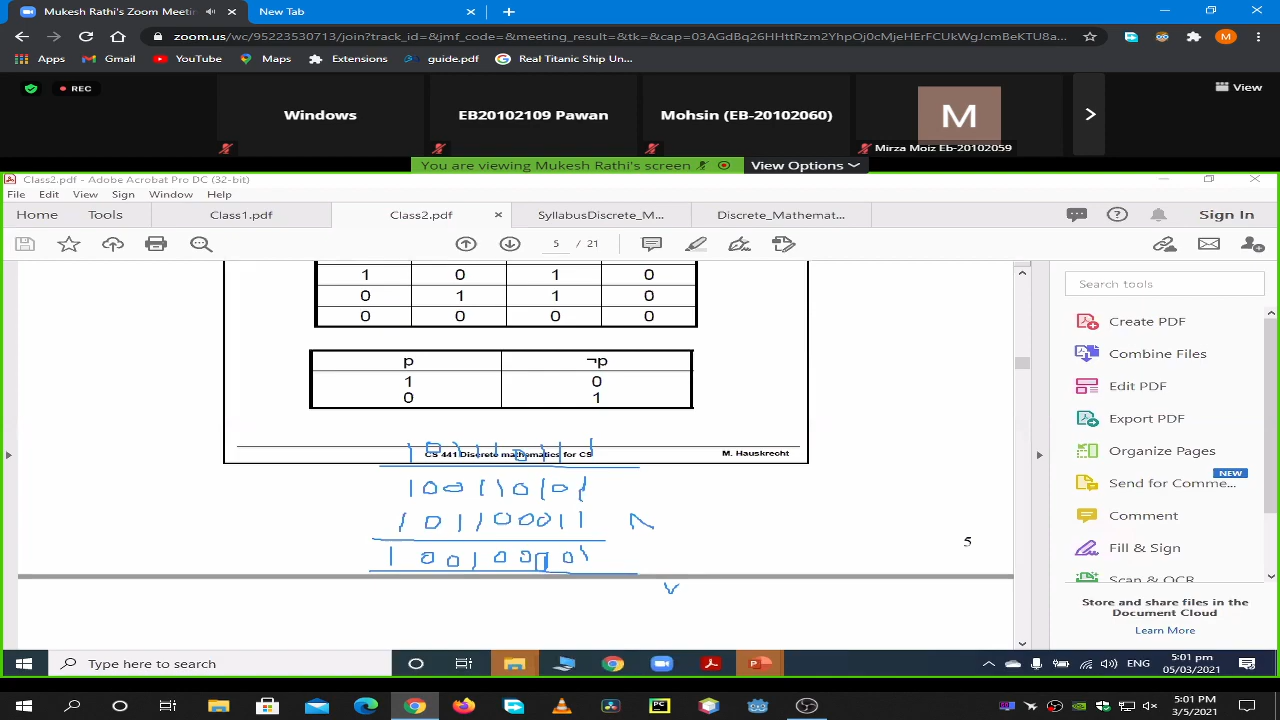 Mukesh Rathi's Zoom Meeti
New Tab
zoom.us/wc/95223530713/join?track_id=&jmf_code=&meeting_result=&tk=&cap=03AGdBq26HHttRzm2YhpOj0cMjeHErFCUkWgJcmBeKTU8a...
Apps Gmail YouTube Maps Extensions guide.pdf Real Titanic Ship Un...
REC
View
Windows
EB20102109 Pawan
Mohsin (EB-20102060)
M
Mirza Moiz Eb-20102059
You are viewing Mukesh Rathi's screen View Options
Class2.pdf - Adobe Acrobat Pro DC (32-bit)
File Edit View Sign Window Help
Home Tools Class1.pdf Class2.pdf SyllabusDiscrete_M... Discrete_Mathemat... Sign In
5 / 21
1 0 1 0
0 1 1 0
0 0 0 0
p ¬p
1 0
0 1
CS 441 Discrete mathematics for CS M. Hauskrecht
5
Search tools
Create PDF
Combine Files
Edit PDF
Export PDF
Organize Pages
NEW
Send for Comme...
Comment
Fill & Sign
Scan & OCR
Store and share files in the
Document Cloud
Learn More
Type here to search
ENG
5:01 pm
05/03/2021
5:01 PM
3/5/2021